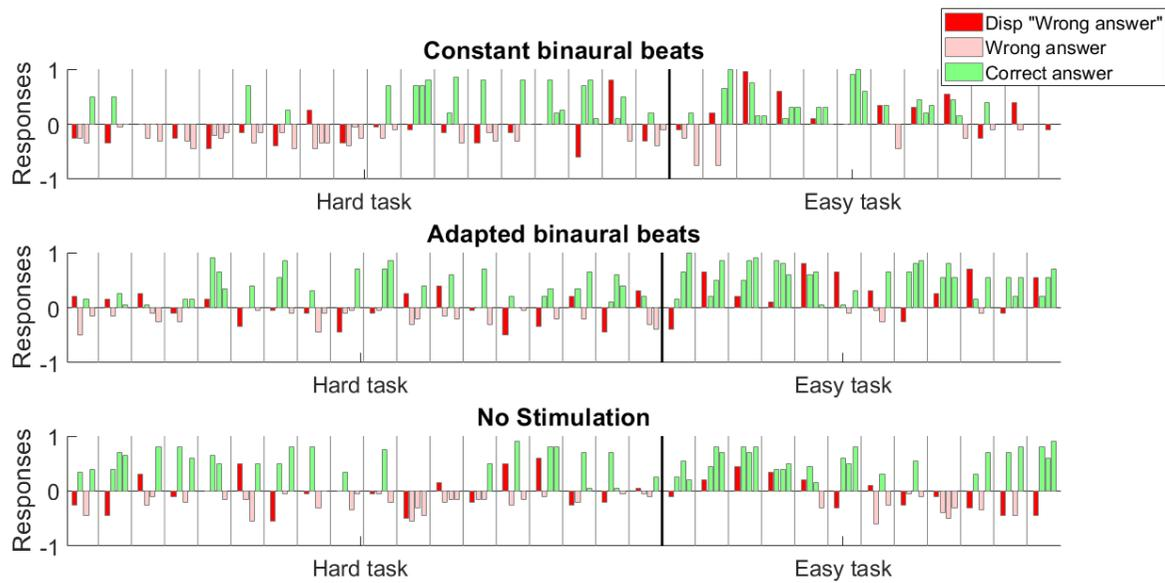 Disp "Wrong answer"
Wrong answer
Correct answer
Constant binaural beats
Responses
1
0
-1
Hard task
Easy task
Adapted binaural beats
Responses
1
0
-1
Hard task
Easy task
No Stimulation
Responses
1
0
-1
Hard task
Easy task